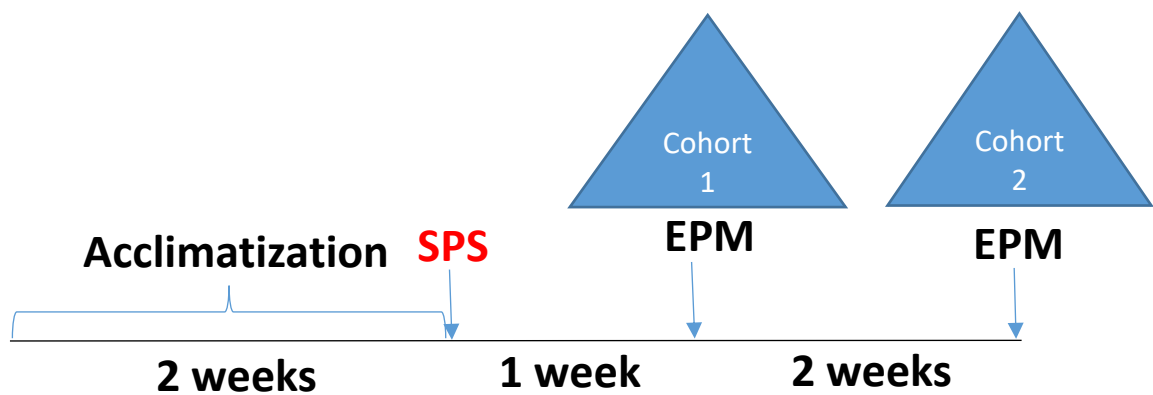 Cohort
1
Cohort
2
EPM
EPM
Acclimatization
SPS
2 weeks
1 week
2 weeks